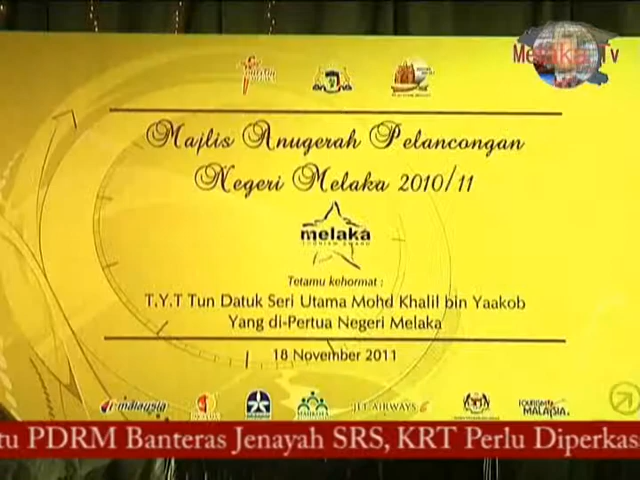 Melaka Tv
Majlis Anugerah Pelancongan
Negeri Melaka 2010/11
melaka
TOURISM AWARD
Tetamu kehormat :
T.Y.T Tun Datuk Seri Utama Mohd Khalil bin Yaakob
Yang di-Pertua Negeri Melaka
18 November 2011
malaysia
TOURISM
MALAYSIA
tu PDRM Banteras Jenayah SRS, KRT Perlu Diperkas